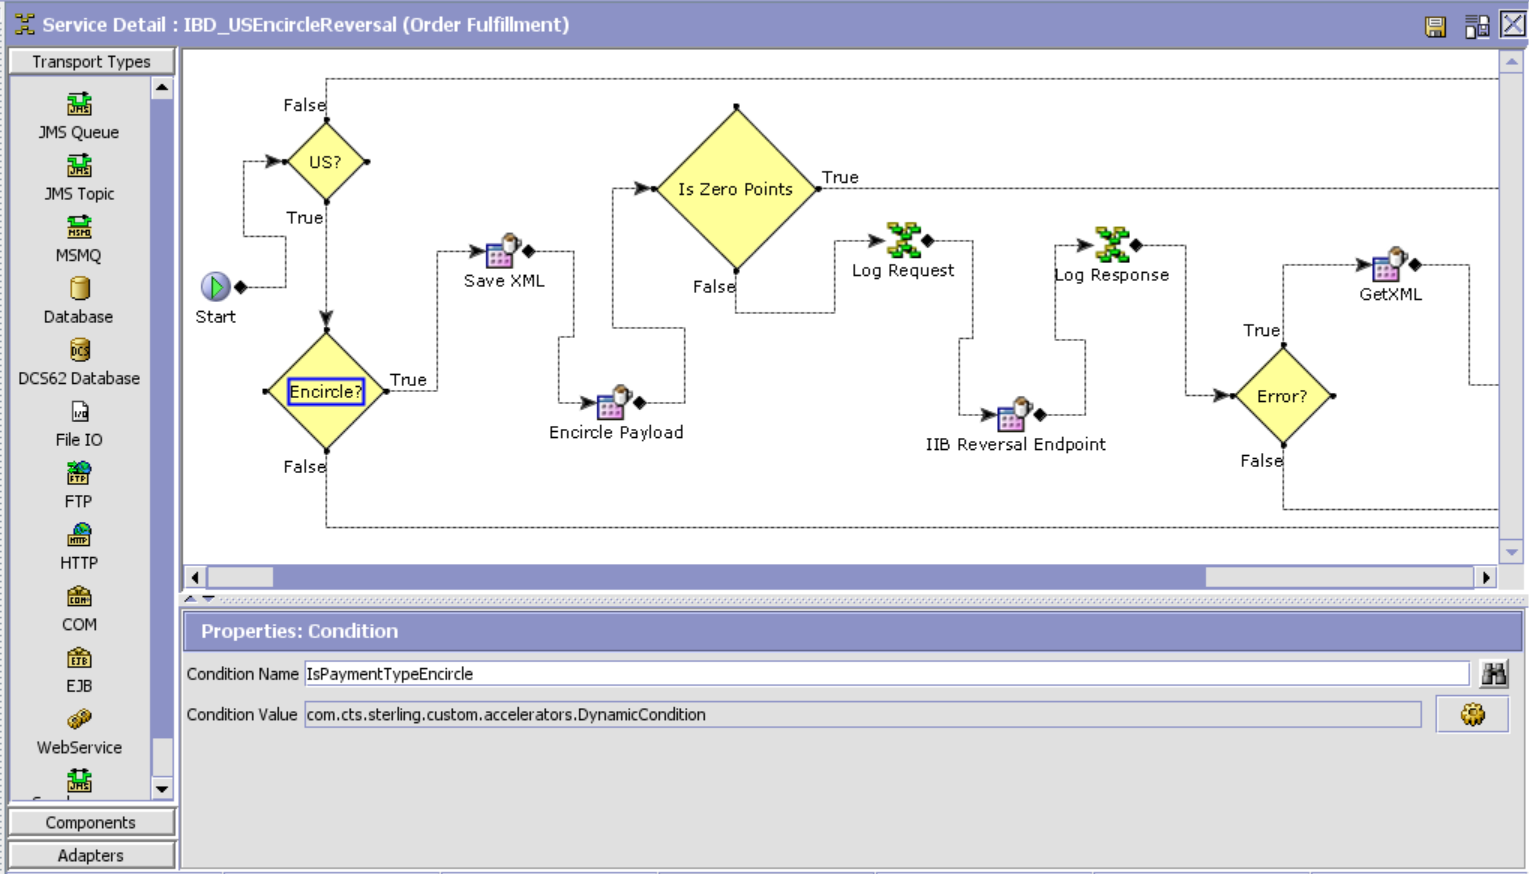 Service Detail : IBD_USEncircleReversal (Order Fulfillment)
Transport Types
JMS Queue
JMS Topic
MSMQ
Database
DCS62 Database
File IO
FTP
HTTP
COM
EJB
WebService
Components
Adapters
False
US?
True
Start
Encircle?
True
False
Save XML
Encircle Payload
Is Zero Points
True
False
Log Request
IIB Reversal Endpoint
Log Response
Error?
True
False
GetXML
Properties: Condition
Condition Name IsPaymentTypeEncircle
Condition Value com.cts.sterling.custom.accelerators.DynamicCondition